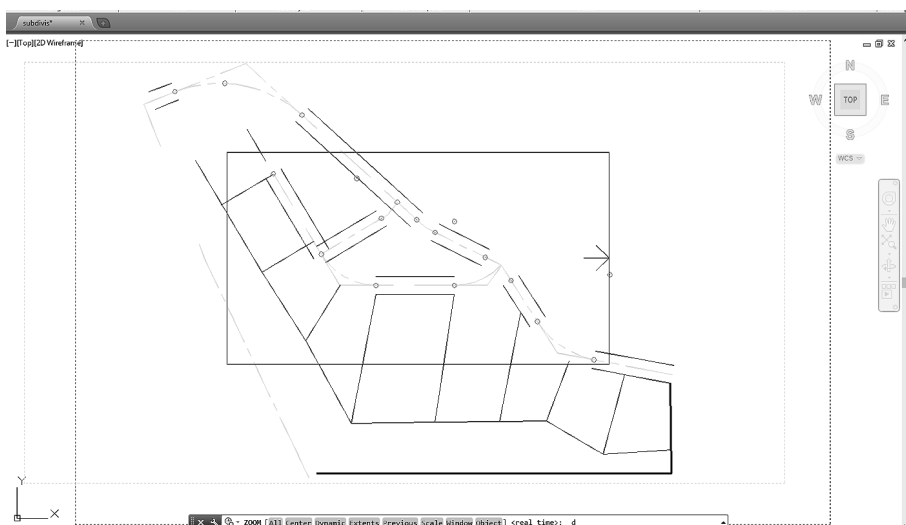 subdivis*
[−][Top][2D Wireframe]
N
W TOP E
S
WCS
Y
X
ZOOM [All Center Dynamic Extents Previous Scale Window Object] <real time>: d